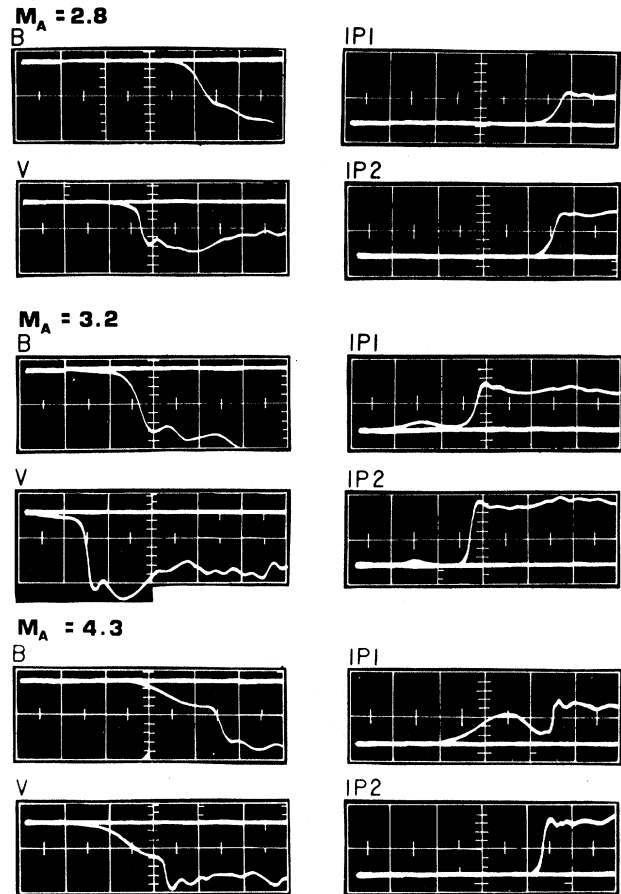 M_A = 2.8
B
IP1
V
IP2
M_A = 3.2
B
IP1
V
IP2
M_A = 4.3
B
IP1
V
IP2